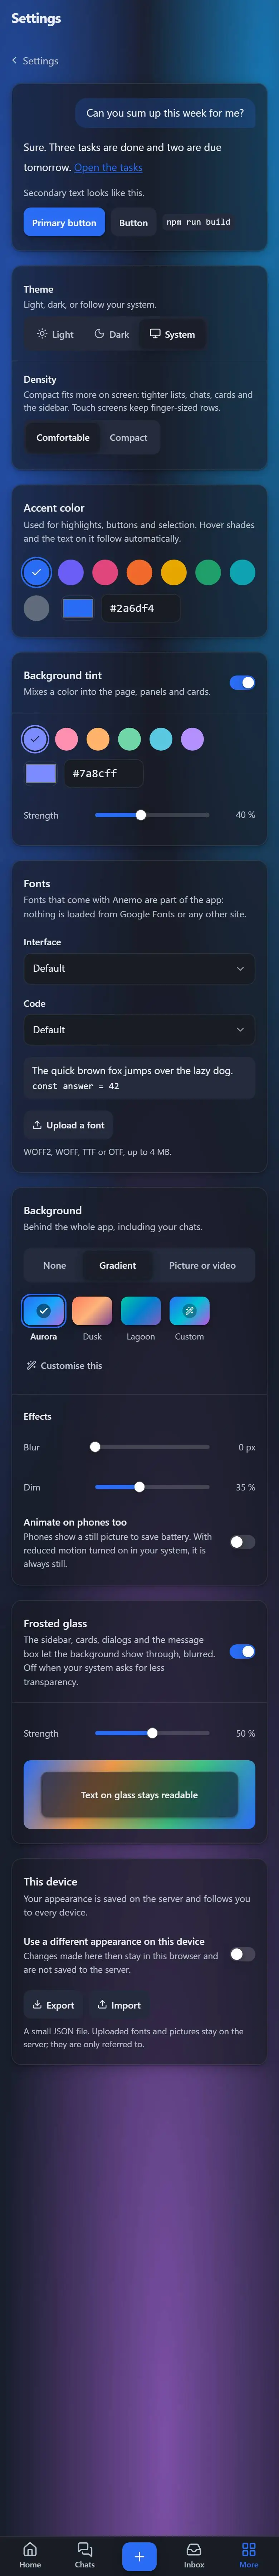 Settings
Settings
Can you sum up this week for me?
Sure. Three tasks are done and two are due
tomorrow. Open the tasks
Secondary text looks like this.
Primary button
Button
npm run build
Theme
Light, dark, or follow your system.
Light
Dark
System
Density
Compact fits more on screen: tighter lists, chats, cards and
the sidebar. Touch screens keep finger-sized rows.
Comfortable
Compact
Accent color
Used for highlights, buttons and selection. Hover shades
and the text on it follow automatically.
#2a6df4
Background tint
Mixes a color into the page, panels and cards.
#7a8cff
Strength
40 %
Fonts
Fonts that come with Anemo are part of the app:
nothing is loaded from Google Fonts or any other site.
Interface
Default
Code
Default
The quick brown fox jumps over the lazy dog.
const answer = 42
Upload a font
WOFF2, WOFF, TTF or OTF, up to 4 MB.
Background
Behind the whole app, including your chats.
None
Gradient
Picture or video
Aurora
Dusk
Lagoon
Custom
Customise this
Effects
Blur
0 px
Dim
35 %
Animate on phones too
Phones show a still picture to save battery. With
reduced motion turned on in your system, it is
always still.
Frosted glass
The sidebar, cards, dialogs and the message
box let the background show through, blurred.
Off when your system asks for less
transparency.
Strength
50 %
Text on glass stays readable
This device
Your appearance is saved on the server and follows you
to every device.
Use a different appearance on this device
Changes made here then stay in this browser and
are not saved to the server.
Export
Import
A small JSON file. Uploaded fonts and pictures stay on the
server; they are only referred to.
Home
Chats
Inbox
More